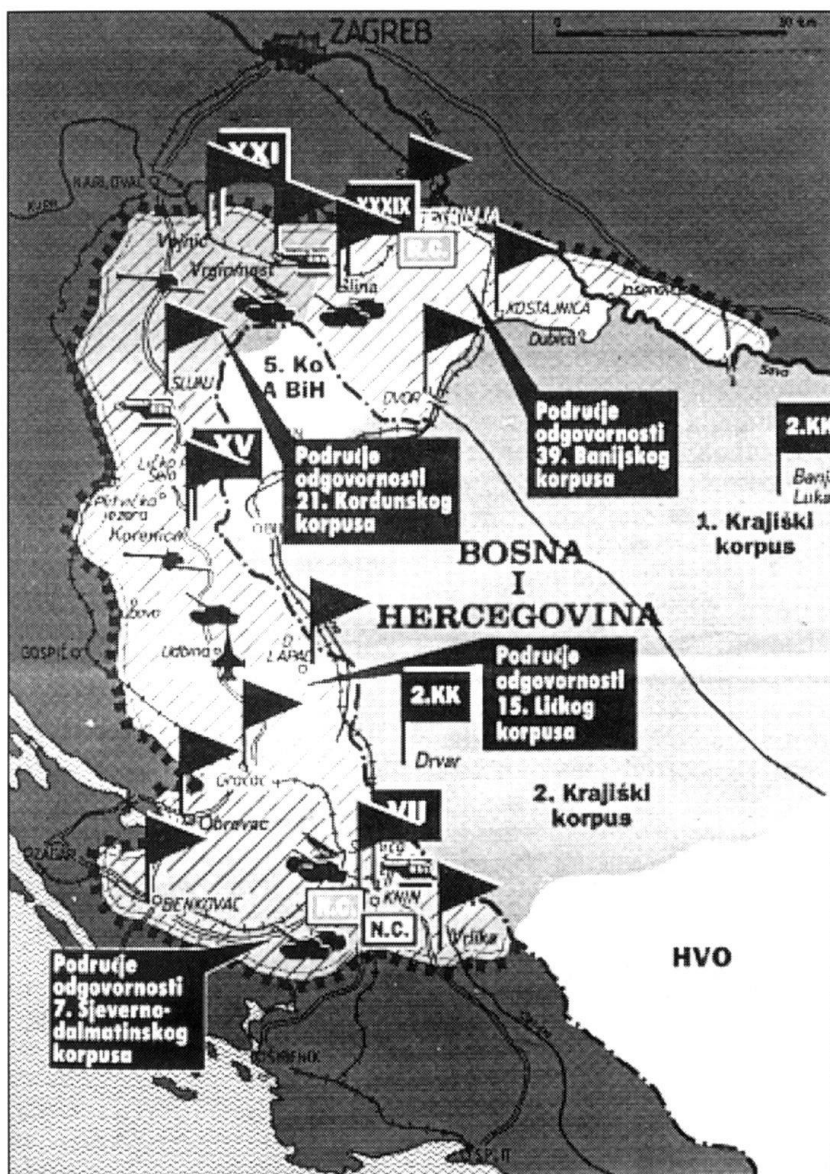 0
ZAGREB
KARLOVAC
XXI
XXXIX
Vojnić
Vrginmost
Glina
KOSTAJNICA
Jasenovac
Dubica
Sava
DVOR
SLUNJ
5. Ko
A BiH
Područje
odgovornosti
39. Banijskog
korpusa
2.KK
Banja
Luka
1. Krajiški
korpus
XV
Područje
odgovornosti
21. Kordunskog
korpusa
Korenica
BOSNA
I
HERCEGOVINA
GOSPIĆ
Udbina
D.
LAPAC
Područje
odgovornosti
15. Ličkog
korpusa
2.KK
Drvar
2. Krajiški
korpus
Gračac
Obrovac
VII
ZADAR
BENKOVAC
KNIN
N.C.
Vrlika
HVO
Područje
odgovornosti
7. Sjeverno-
dalmatinskog
korpusa
ŠIBENIK
SPLIT